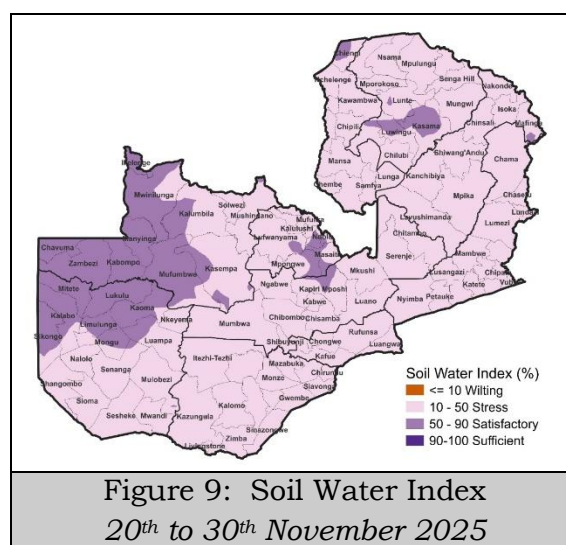 Chiengi
Nsama
Mpulungu
Nchelenge
Mporokoso
Senga Hill
Nakonde
Kawambwa
Lunte
Mungwi
Isoka
Kasama
Mafinga
Chipili
Luwingu
Chinsali
Mansa
Chilubi
Shiwang'Andu
Chama
Lunga
Kanchibiya
Chembe
Samfya
Ikelenge
Mpika
Chasefu
Mwinilunga
Lundazi
Solwezi
Kalumbila
Mushindano
Mufulira
Lavushimanda
Lumezi
Kalulushi
Lufwanyama
Ndola
Chitambo
Manyinga
Masaiti
Chavuma
Mpongwe
Serenje
Mambwe
Zambezi
Kabompo
Kasempa
Lusangazi
Mufumbwe
Mkushi
Chipata
Mitete
Ngabwe
Kapiri Mposhi
Kateto
Lukulu
Kabwe
Luano
Nyimba
Petauke
Kalabo
Kaoma
Limulunga
Nkeyema
Mumbwa
Chibombo
Chisamba
Sikongo
Mongu
Rufunsa
Luampa
Shibuyunji
Chongwe
Luangwa
Nalolo
Itezhi-Tezhi
Kafue
Senanga
Mazabuka
Chirundu
Shangombo
Mulobezi
Monze
Siavonga
Sioma
Gwembe
Kalomo
Sesheke
Mwandi
Kazungula
Sinazongwe
Zimba
Livingstone
Soil Water Index (%)
<= 10 Wilting
10 - 50 Stress
50 - 90 Satisfactory
90-100 Sufficient
Figure 9: Soil Water Index
20th to 30th November 2025